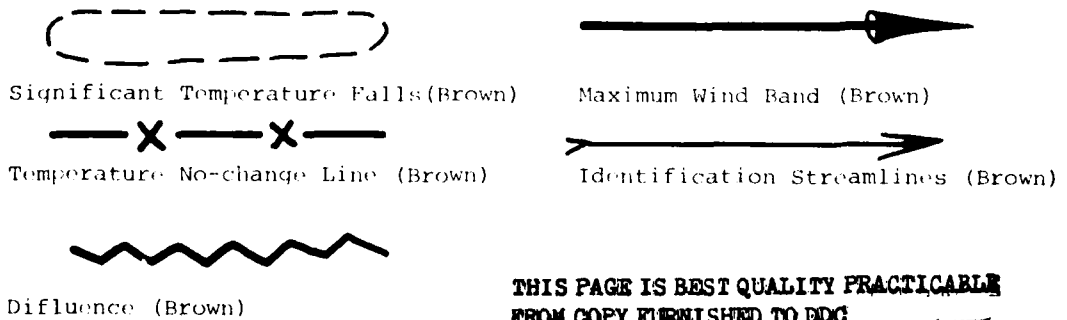 Significant Temperature Falls(Brown)
Maximum Wind Band (Brown)
Temperature No-change Line (Brown)
Identification Streamlines (Brown)
Difluence (Brown)
THIS PAGE IS BEST QUALITY PRACTICABLE
FROM COPY FURNISHED TO DDC